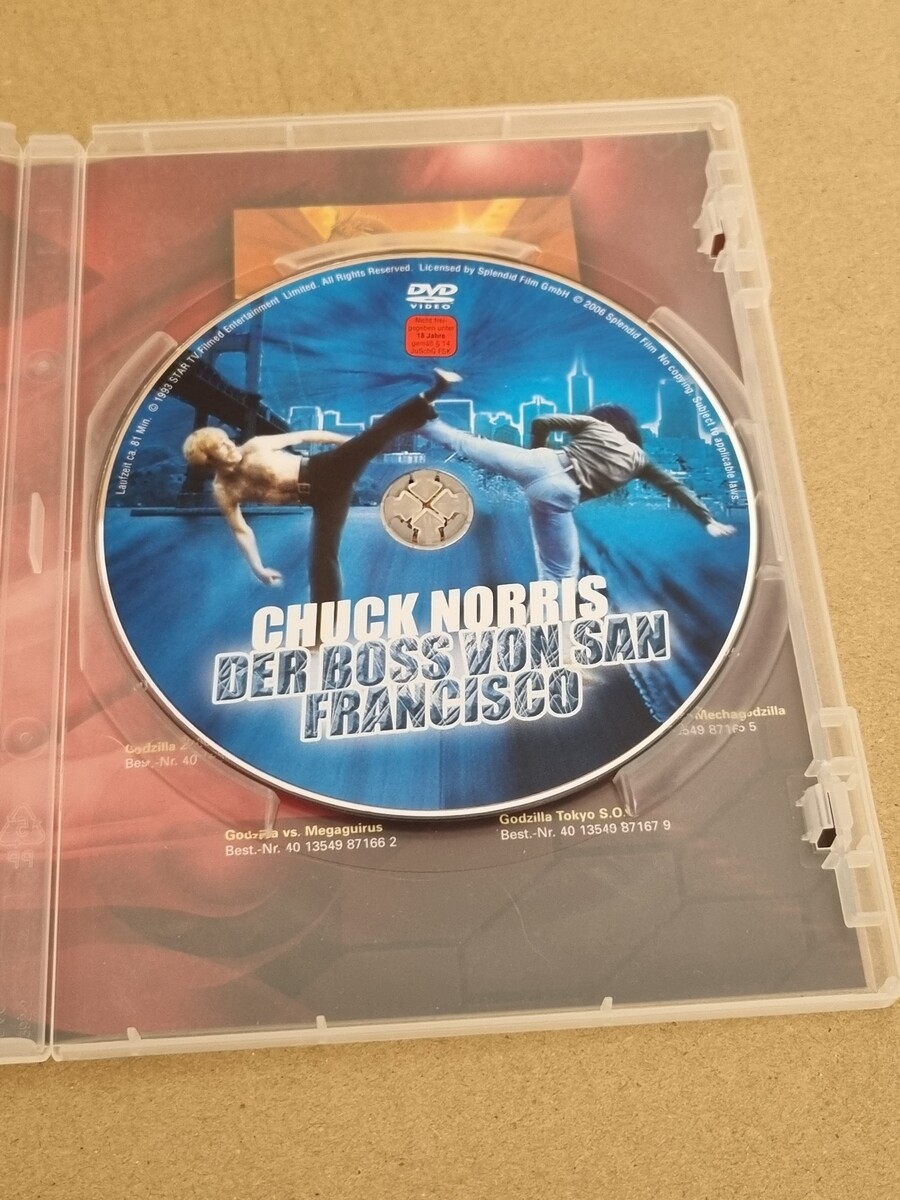 Laufzeit ca. 81 Min. © 1993 STAR TV Filmed Entertainment Limited. All Rights Reserved. Licensed by Splendid Film GmbH © 2006 Splendid Film No copying. Subject to applicable laws.
DVD
VIDEO
Nicht frei-
gegeben unter
18 Jahre
gemäß § 14
JuSchG FSK
CHUCK NORRIS
DER BOSS VON SAN
FRANCISCO
Mechagodzilla
Godzilla
Best.-Nr. 40
Godzilla vs. Megaguirus
Best.-Nr. 40 13549 87166 2
Godzilla Tokyo S.O.
Best.-Nr. 40 13549 87167 9